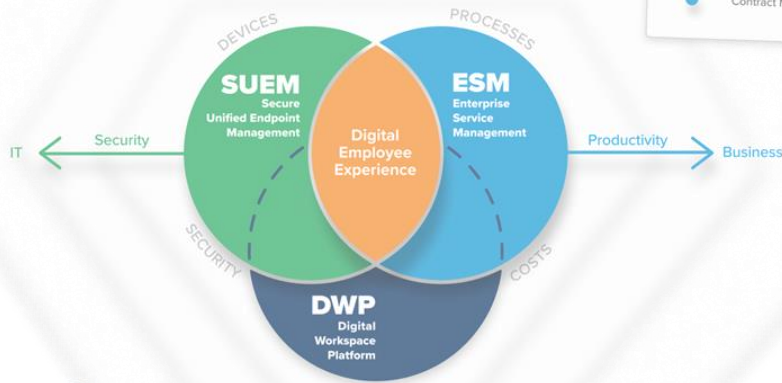 Contract
DEVICES
PROCESSES
SUEM
Secure
Unified Endpoint
Management
ESM
Enterprise
Service
Management
Digital
Employee
Experience
IT
Security
Productivity
Business
SECURITY
COSTS
DWP
Digital
Workspace
Platform